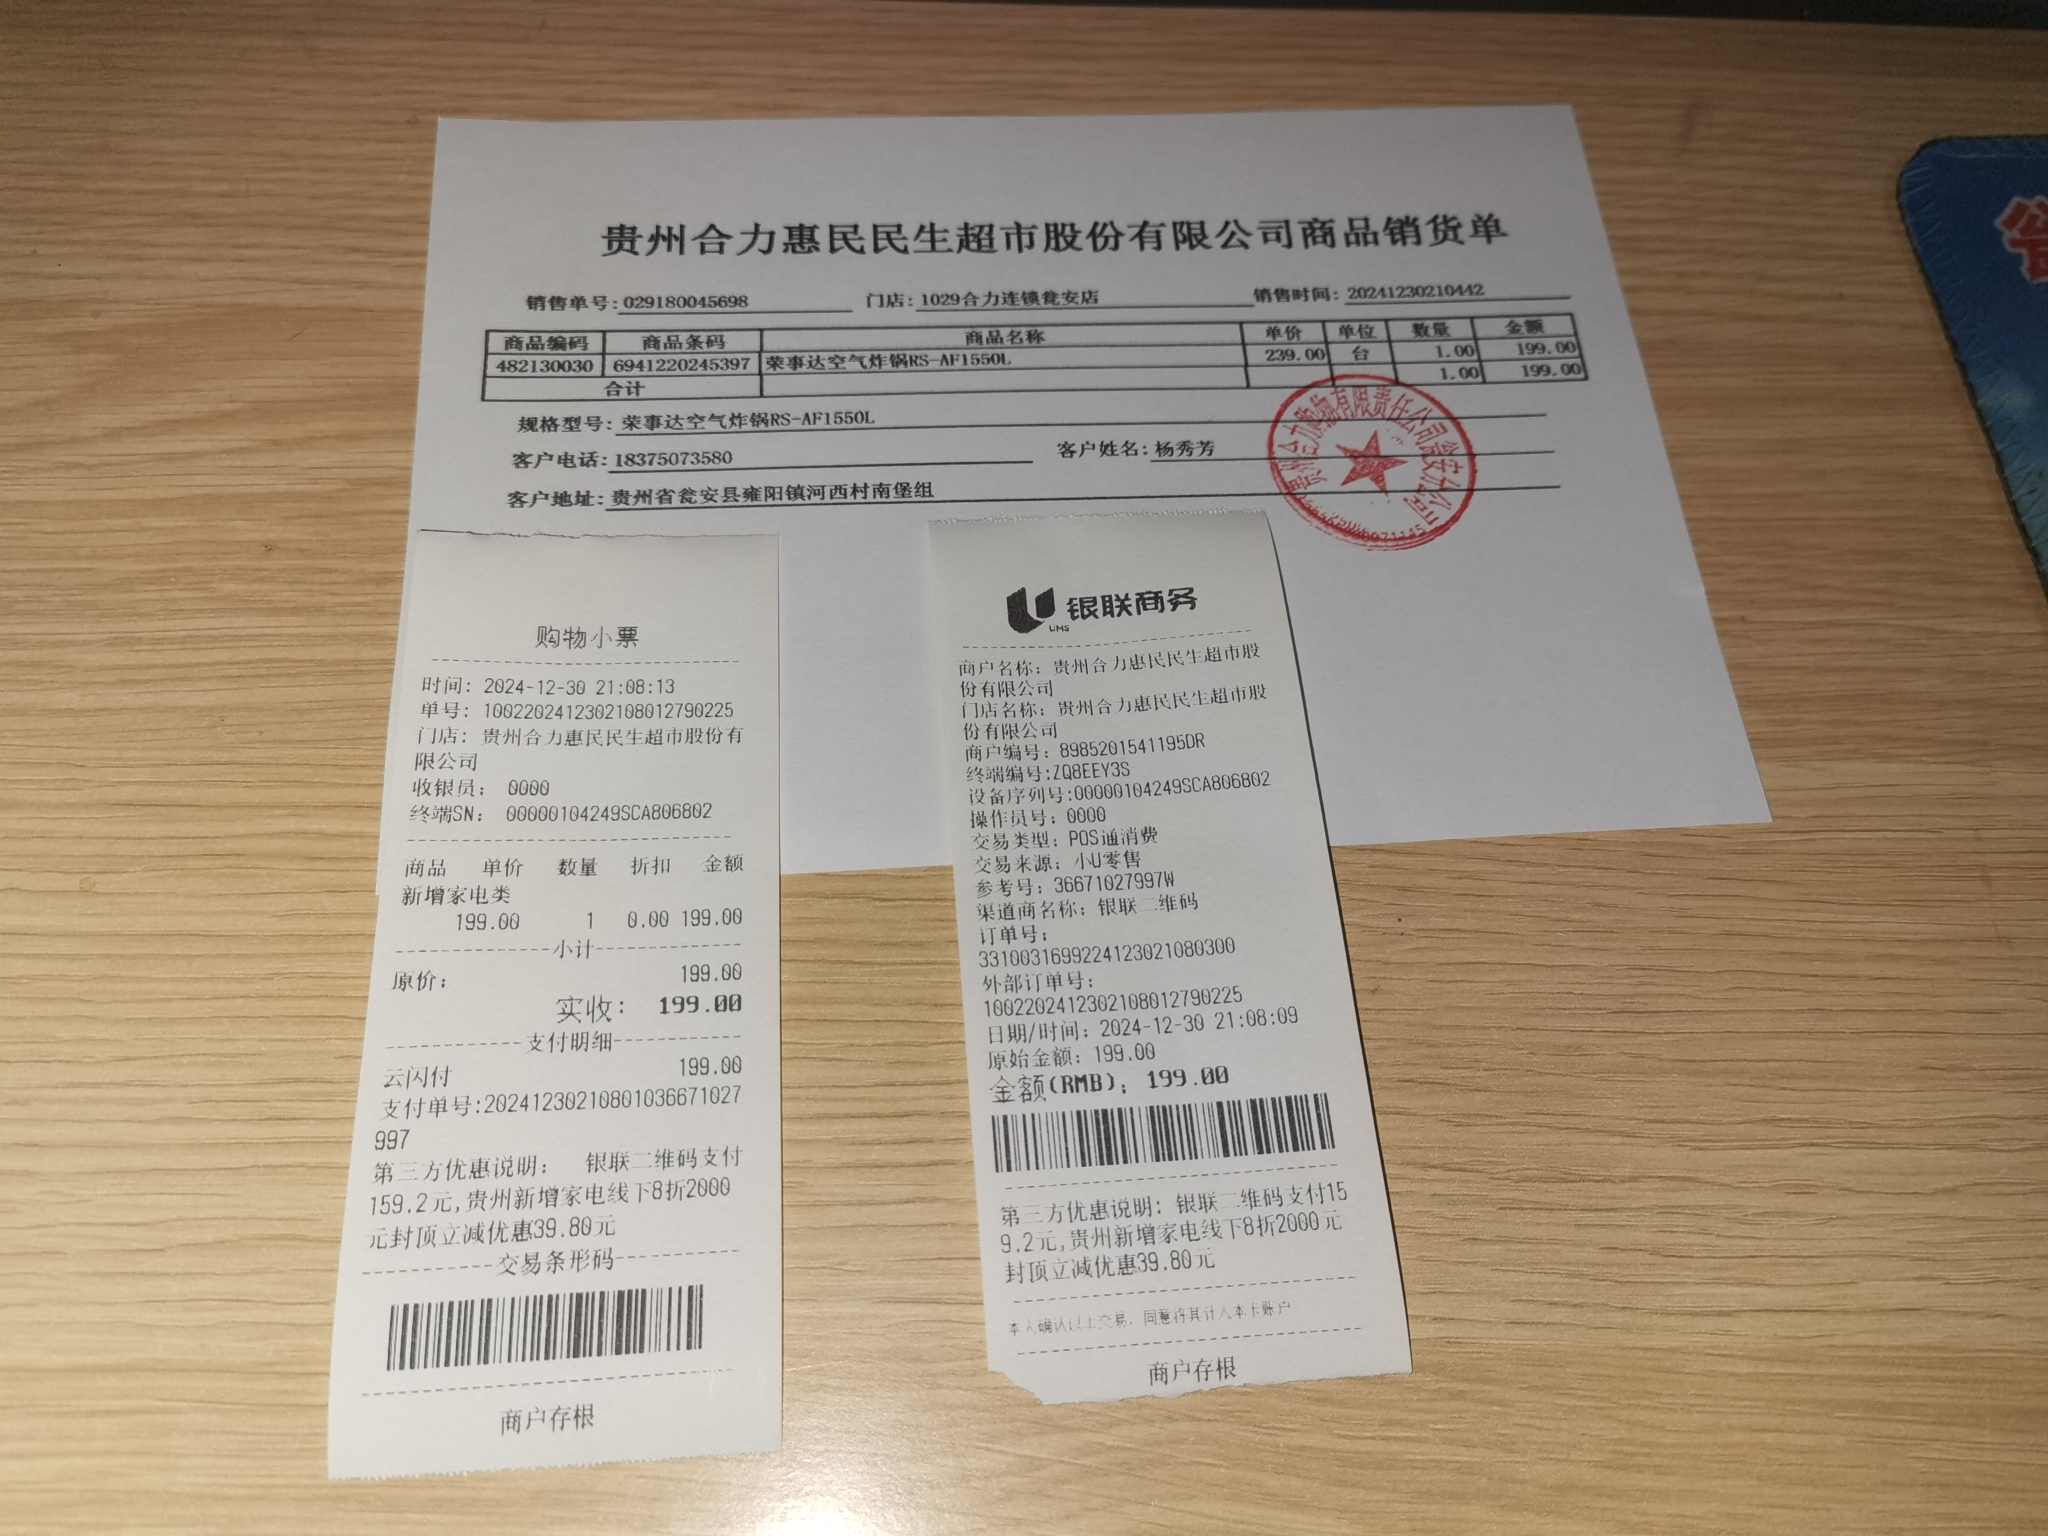 贵州合力惠民民生超市股份有限公司商品销货单
销售单号:029180045698 门店:1029合力连锁瓮安店 销售时间:20241230210442
商品编码 商品条码 商品名称 单价 单位 数量 金额
482130030 6941220245397 荣事达空气炸锅RS-AF1550L 239.00 台 1.00 199.00
合计 1.00 199.00
规格型号:荣事达空气炸锅RS-AF1550L
客户电话:18375073580 客户姓名:杨秀芳
客户地址:贵州省瓮安县雍阳镇河西村南堡组
购物小票
时间: 2024-12-30 21:08:13
单号: 1002202412302108012790225
门店: 贵州合力惠民民生超市股份有
限公司
收银员: 0000
终端SN: 00000104249SCA806802
商品 单价 数量 折扣 金额
新增家电类
199.00 1 0.00 199.00
小计
原价: 199.00
实收: 199.00
支付明细
云闪付 199.00
支付单号:20241230210801036671027
997
第三方优惠说明: 银联二维码支付
159.2元,贵州新增家电线下8折2000
元封顶立减优惠39.80元
交易条形码
商户存根
银联商务
UMS
商户名称: 贵州合力惠民民生超市股
份有限公司
门店名称: 贵州合力惠民民生超市股
份有限公司
商户编号: 8985201541195DR
终端编号:ZQ8EEY3S
设备序列号:00000104249SCA806802
操作员号: 0000
交易类型: POS通消费
交易来源: 小U零售
参考号: 36671027997W
渠道商名称: 银联二维码
订单号:
3310031699224123021080300
外部订单号:
1002202412302108012790225
日期/时间: 2024-12-30 21:08:09
原始金额: 199.00
金额(RMB): 199.00
第三方优惠说明: 银联二维码支付15
9.2元,贵州新增家电线下8折2000元
封顶立减优惠39.80元
本人确认以上交易, 同意将其计入本卡账户
商户存根